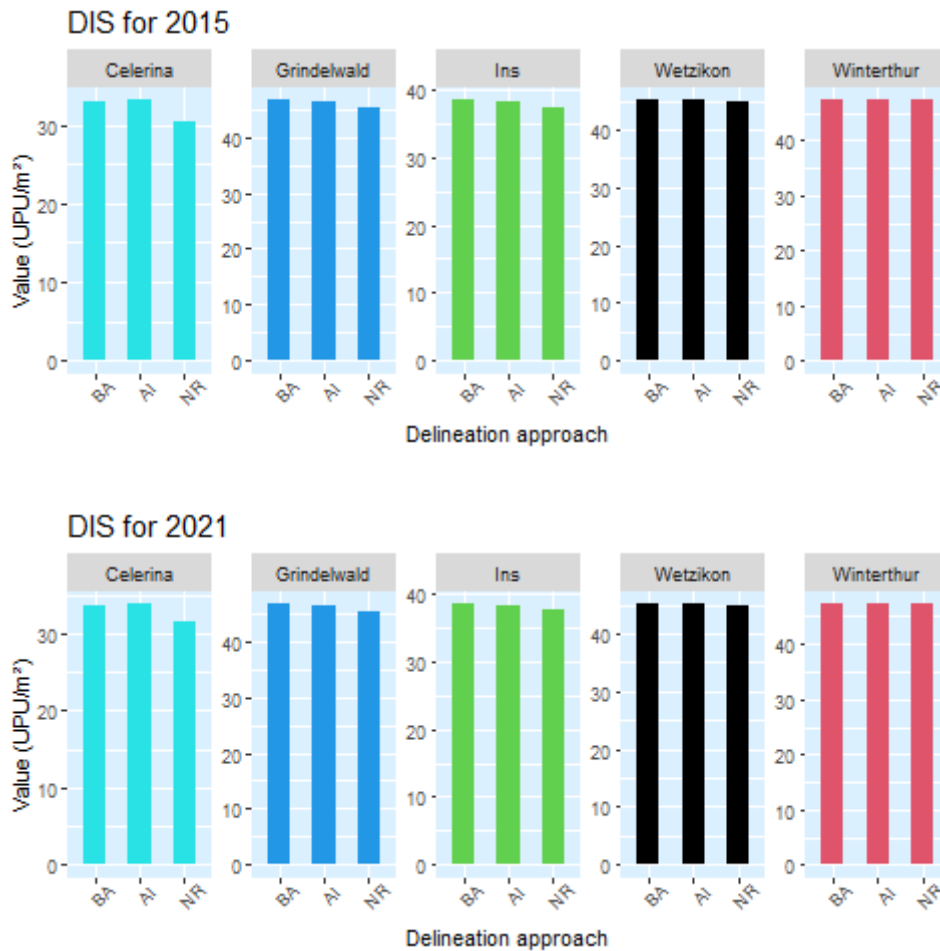 DIS for 2015
Celerina Grindelwald Ins Wetzikon Winterthur
Value (UPU/m²)
30 20 10 0
40 30 20 10 0
40 30 20 10 0
40 30 20 10 0
40 30 20 10 0
BA AI NR BA AI NR BA AI NR BA AI NR BA AI NR
Delineation approach
DIS for 2021
Celerina Grindelwald Ins Wetzikon Winterthur
Value (UPU/m²)
30 20 10 0
40 30 20 10 0
40 30 20 10 0
40 30 20 10 0
40 30 20 10 0
BA AI NR BA AI NR BA AI NR BA AI NR BA AI NR
Delineation approach